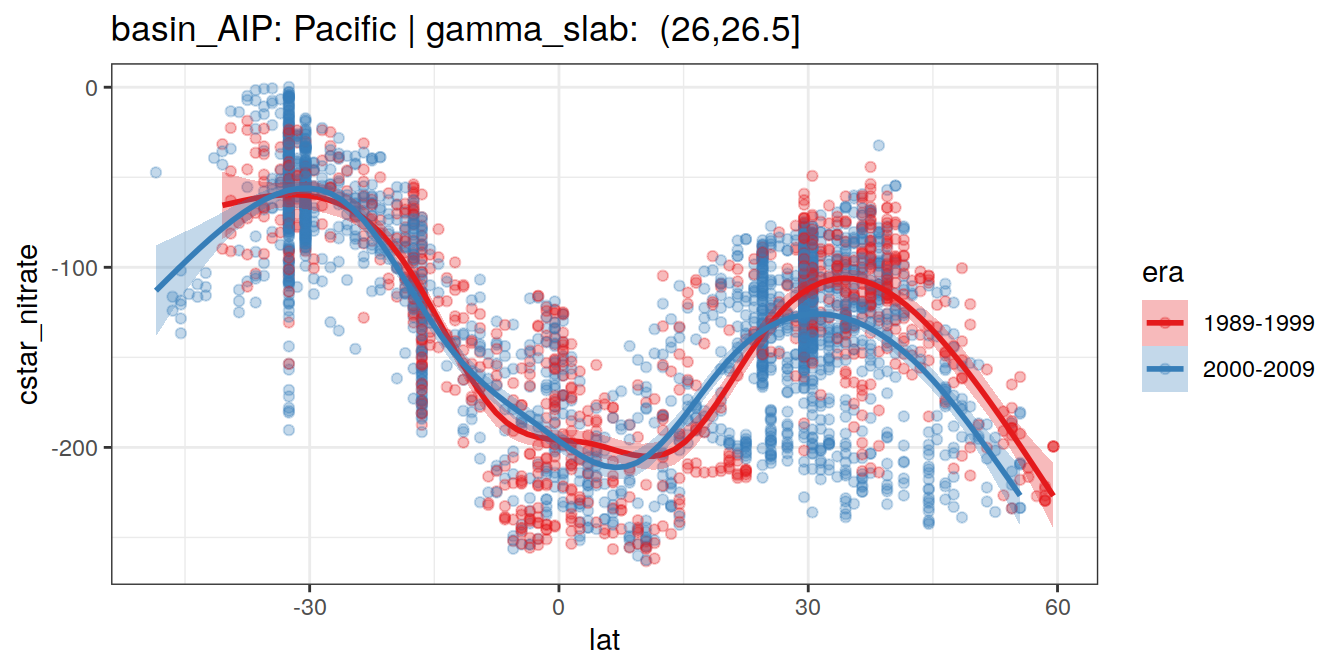 basin_AIP: Pacific | gamma_slab:  (26,26.5]
0
-100
-200
cstar_nitrate
-30
0
30
60
lat
era
1989-1999
2000-2009